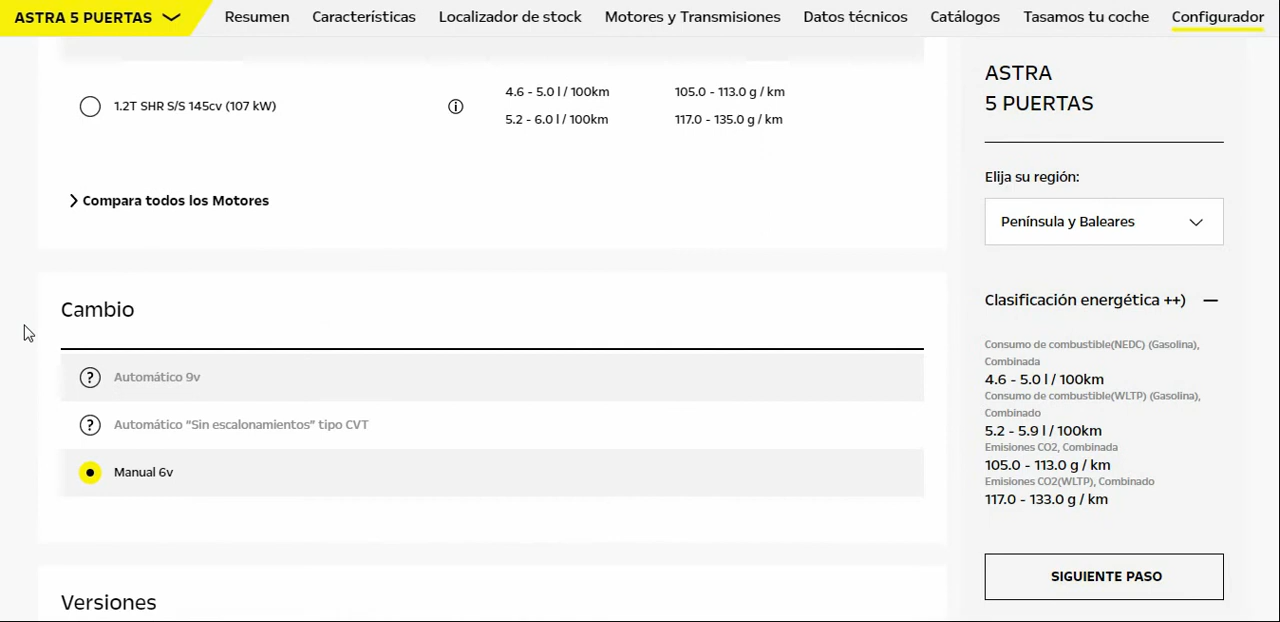 ASTRA 5 PUERTAS
Resumen
Características
Localizador de stock
Motores y Transmisiones
Datos técnicos
Catálogos
Tasamos tu coche
Configurador
1.2T SHR S/S 145cv (107 kW)
4.6 - 5.0 l / 100km
105.0 - 113.0 g / km
5.2 - 6.0 l / 100km
117.0 - 135.0 g / km
Compara todos los Motores
Cambio
Automático 9v
Automático “Sin escalonamientos” tipo CVT
Manual 6v
Versiones
ASTRA
5 PUERTAS
Elija su región:
Península y Baleares
Clasificación energética ++)
Consumo de combustible(NEDC) (Gasolina),
Combinada
4.6 - 5.0 l / 100km
Consumo de combustible(WLTP) (Gasolina),
Combinado
5.2 - 5.9 l / 100km
Emisiones CO2, Combinada
105.0 - 113.0 g / km
Emisiones CO2(WLTP), Combinado
117.0 - 133.0 g / km
SIGUIENTE PASO